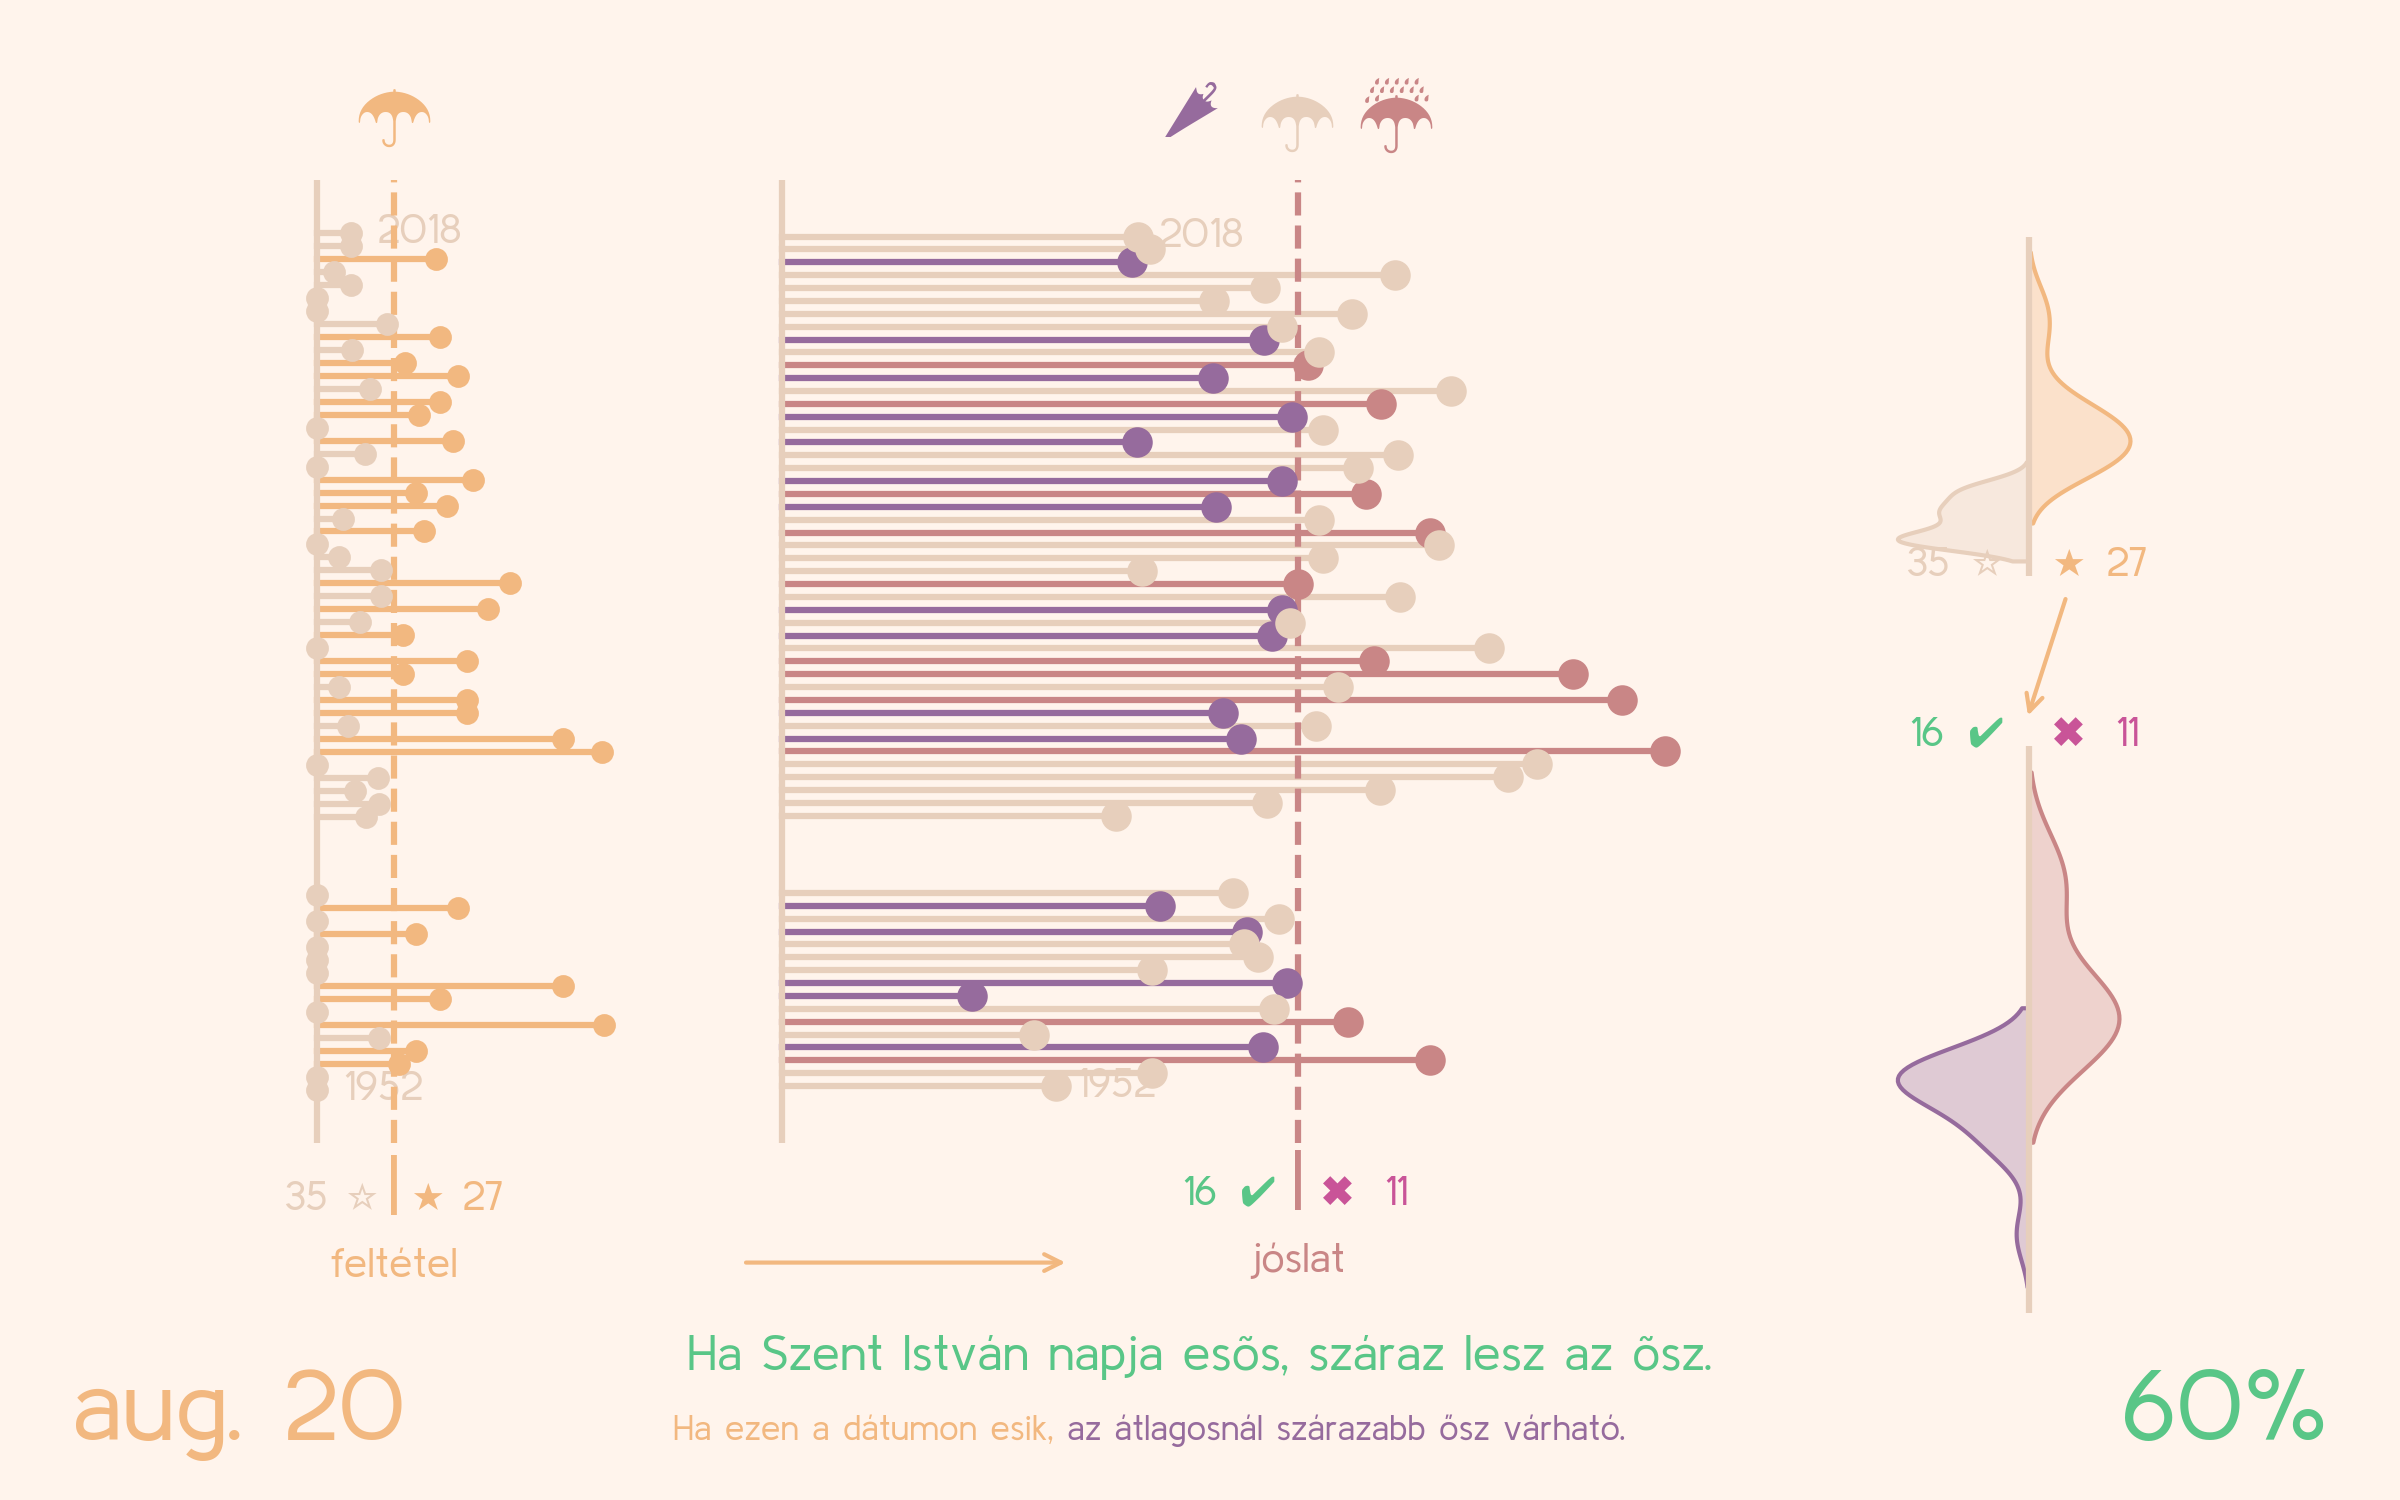 2018
2018
35 ☆ ★ 27
16 ✔ ✖ 11
1952
1952
35 ☆ ★ 27
16 ✔ ✖ 11
feltétel
jóslat
Ha Szent István napja esõs, száraz lesz az õsz.
aug. 20
60%
Ha ezen a dátumon esik, az átlagosnál szárazabb ősz várható.